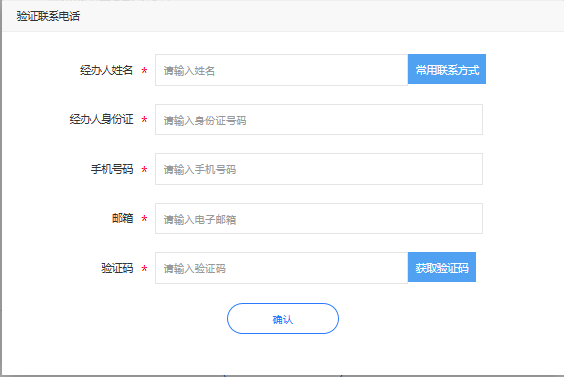 验证联系电话
经办人姓名 * 请输入姓名 常用联系方式
经办人身份证 * 请输入身份证号码
手机号码 * 请输入手机号码
邮箱 * 请输入电子邮箱
验证码 * 请输入验证码 获取验证码
确认